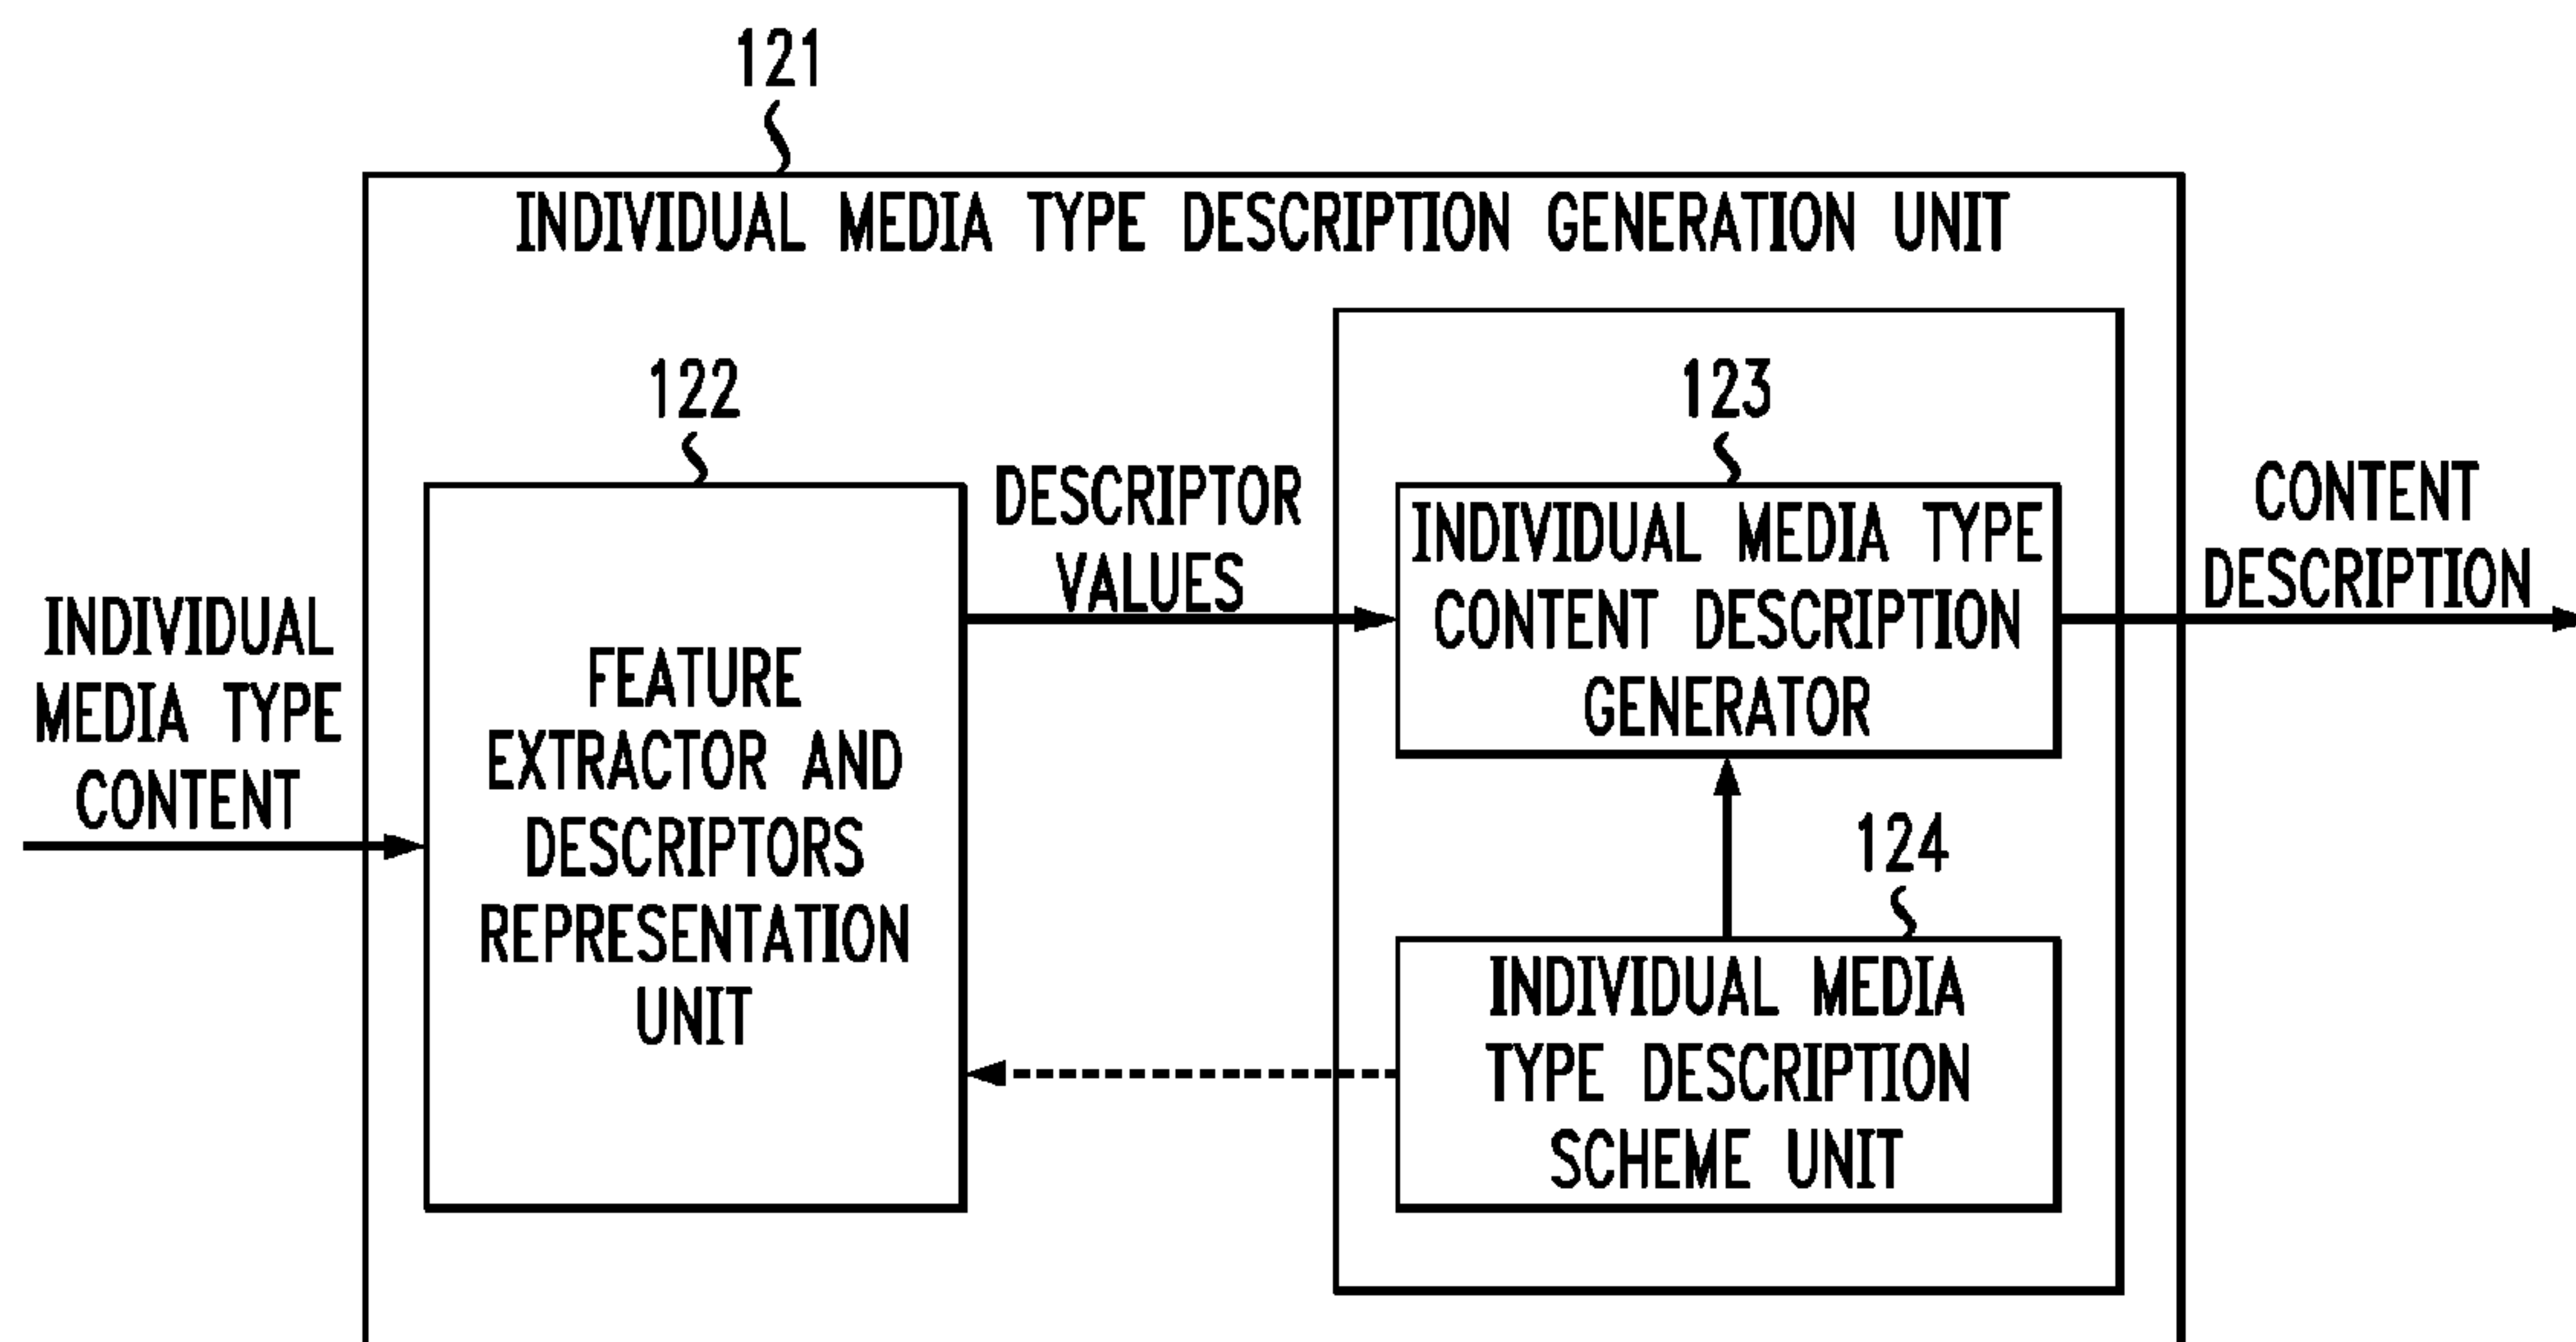 121
INDIVIDUAL MEDIA TYPE DESCRIPTION GENERATION UNIT
INDIVIDUAL
MEDIA TYPE
CONTENT
122
FEATURE
EXTRACTOR AND
DESCRIPTORS
REPRESENTATION
UNIT
DESCRIPTOR
VALUES
123
INDIVIDUAL MEDIA TYPE
CONTENT DESCRIPTION
GENERATOR
124
INDIVIDUAL MEDIA
TYPE DESCRIPTION
SCHEME UNIT
CONTENT
DESCRIPTION